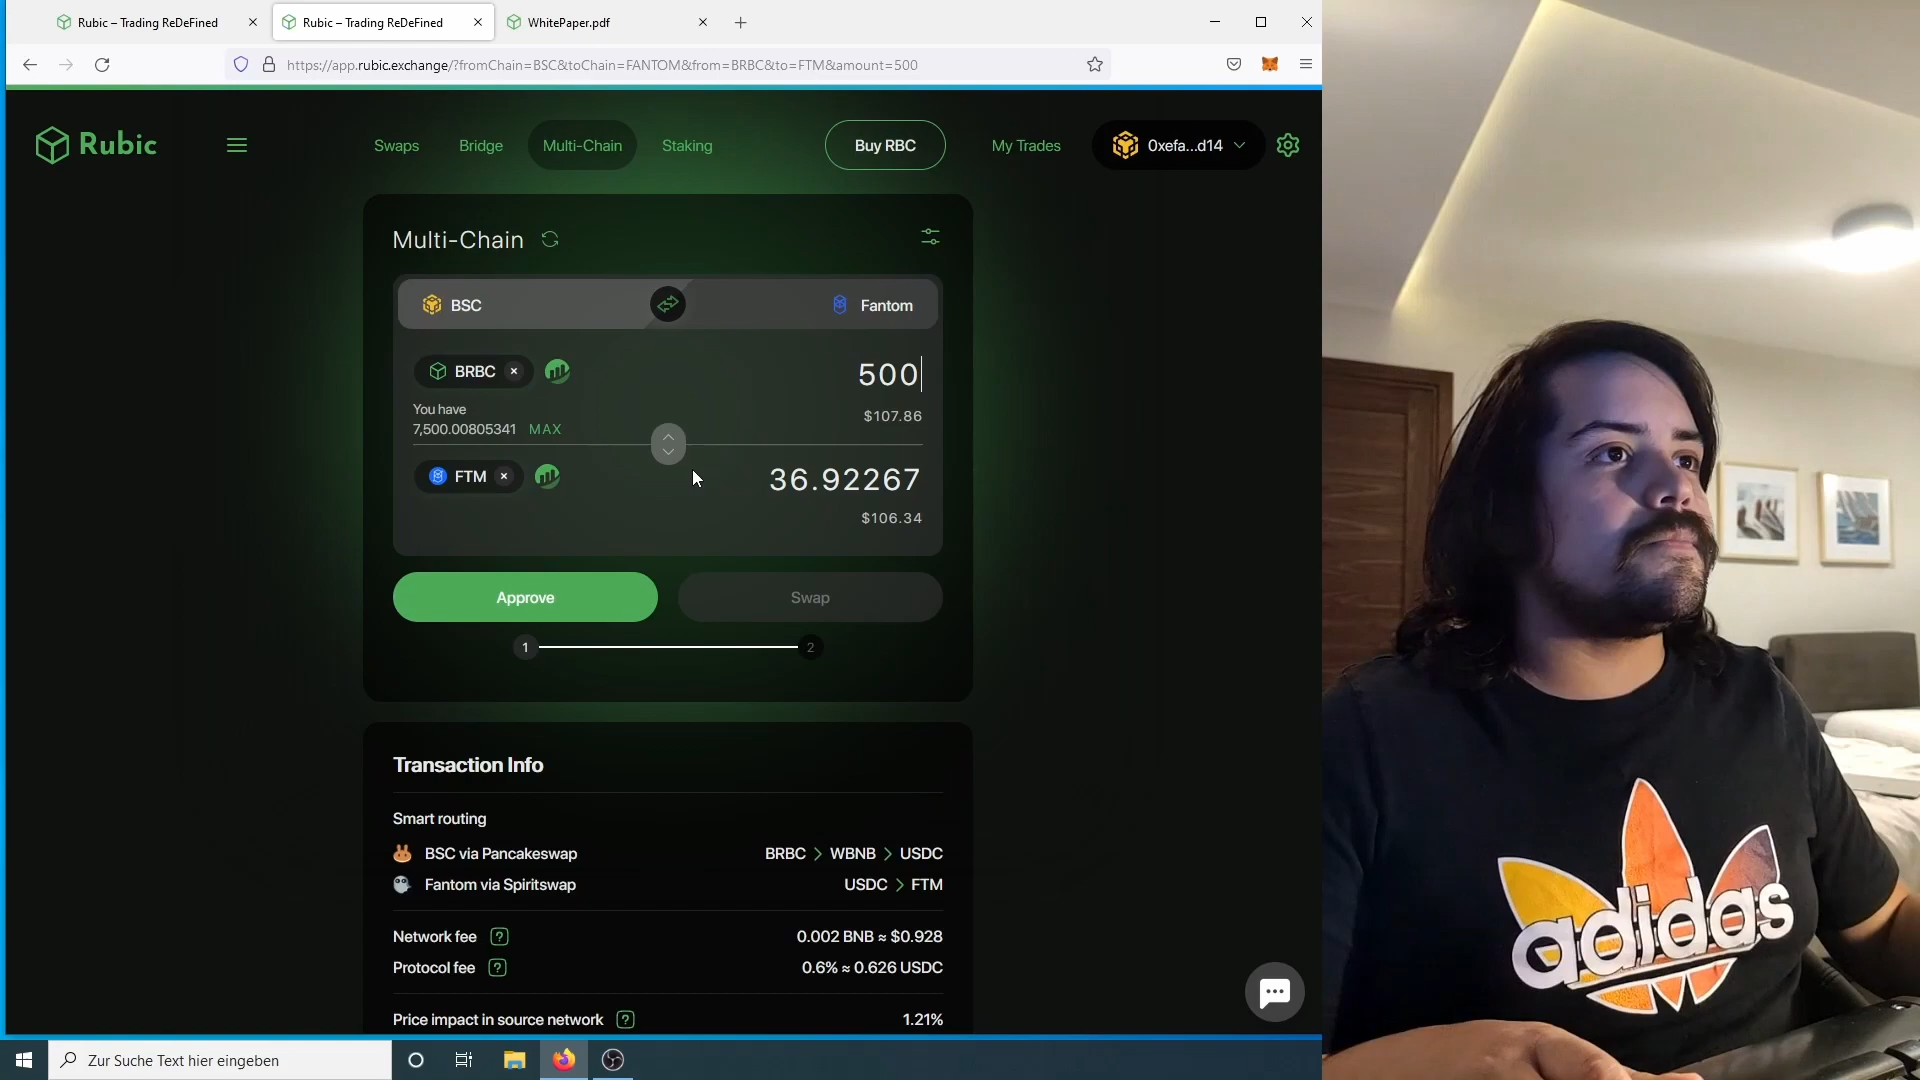 Rubic – Trading ReDeFined
Rubic – Trading ReDeFined
WhitePaper.pdf
https://app.rubic.exchange/?fromChain=BSC&toChain=FANTOM&from=BRBC&to=FTM&amount=500
Rubic
Swaps
Bridge
Multi-Chain
Staking
Buy RBC
My Trades
0xefa...d14
Multi-Chain
BSC
Fantom
BRBC
500
You have
$107.86
7,500.00805341 MAX
FTM
36.92267
$106.34
Approve
Swap
1
2
Transaction Info
Smart routing
BSC via Pancakeswap
BRBC > WBNB > USDC
Fantom via Spiritswap
USDC > FTM
Network fee ?
0.002 BNB ≈ $0.928
Protocol fee ?
0.6% ≈ 0.626 USDC
Price impact in source network ?
1.21%
Zur Suche Text hier eingeben
adidas